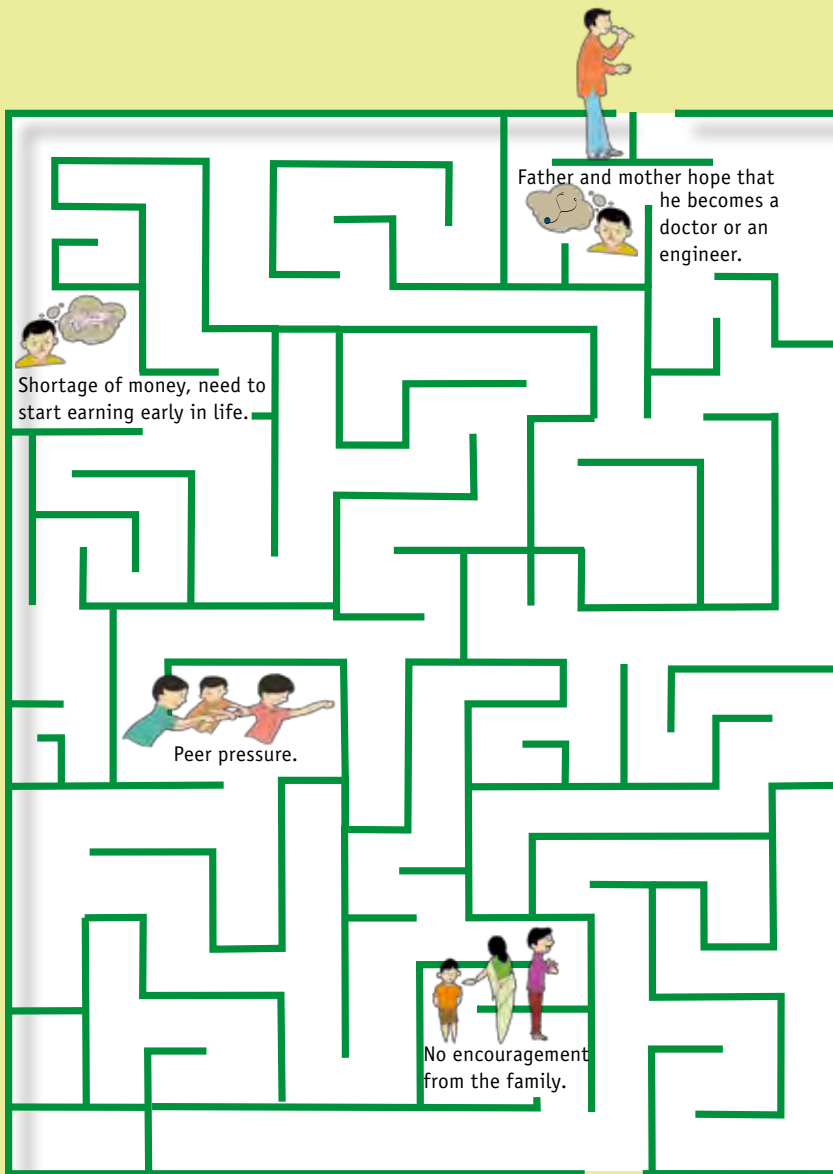 Father and mother hope that
he becomes a
doctor or an
engineer.
Shortage of money, need to
start earning early in life.
Peer pressure.
No encouragement
from the family.